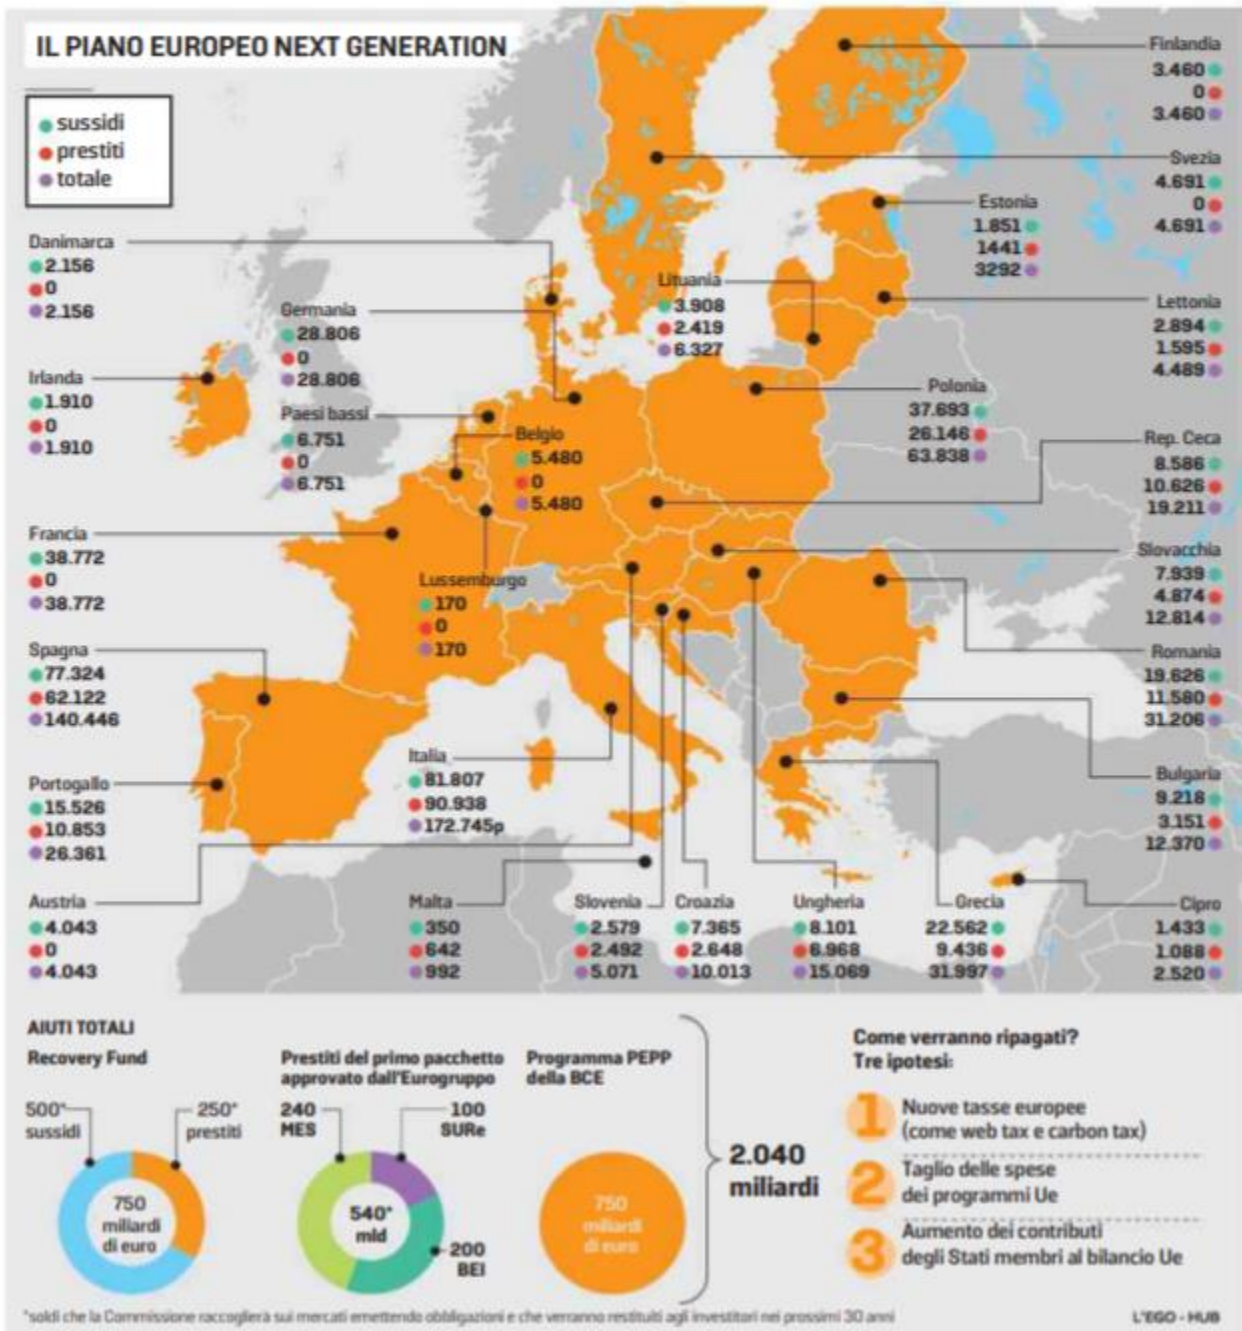 IL PIANO EUROPEO NEXT GENERATION
sussidi
prestiti
totale
Finlandia
3.460
0
3.460
Svezia
4.691
0
4.691
Estonia
1.851
1441
3292
Danimarca
2.156
0
2.156
Lituania
3.908
2.419
6.327
Lettonia
2.894
1.595
4.489
Germania
28.806
0
28.806
Irlanda
1.910
0
1.910
Paesi bassi
6.751
0
6.751
Belgio
5.480
0
5.480
Polonia
37.693
26.146
63.838
Rep. Ceca
8.586
10.626
19.211
Francia
38.772
0
38.772
Lussemburgo
170
0
170
Slovacchia
7.939
4.874
12.814
Spagna
77.324
62.122
140.446
Romania
19.626
11.580
31.206
Italia
81.807
90.938
172.745p
Portogallo
15.526
10.853
26.361
Bulgaria
9.218
3.151
12.370
Austria
4.043
0
4.043
Malta
350
642
992
Slovenia
2.579
2.492
5.071
Croazia
7.365
2.648
10.013
Ungheria
8.101
6.968
15.069
Grecia
22.562
9.436
31.997
Cipro
1.433
1.088
2.520
AIUTI TOTALI
Recovery Fund
500*
sussidi
250*
prestiti
750
miliardi
di euro
Prestiti del primo pacchetto
approvato dall'Eurogruppo
240
MES
100
SURe
540*
mld
200
BEI
Programma PEPP
della BCE
750
miliardi
di euro
2.040
miliardi
Come verranno ripagati?
Tre ipotesi:
1 Nuove tasse europee
(come web tax e carbon tax)
2 Taglio delle spese
dei programmi Ue
3 Aumento dei contributi
degli Stati membri al bilancio Ue
*soldi che la Commissione raccoglierà sui mercati emettendo obbligazioni e che verranno restituiti agli investitori nei prossimi 30 anni
L'EGO - HUB